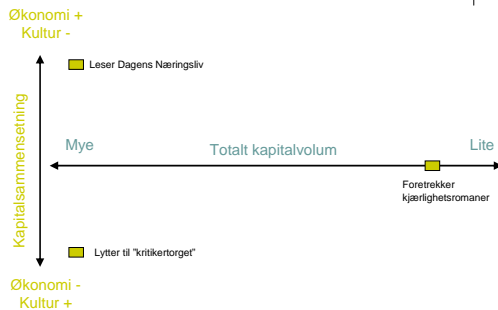 Økonomi +
Kultur -
Leser Dagens Næringsliv
Kapitalsammensetning
Mye
Totalt kapitalvolum
Lite
Foretrekker
kjærlighetsromaner
Lytter til "kritikertorget"
Økonomi -
Kultur +